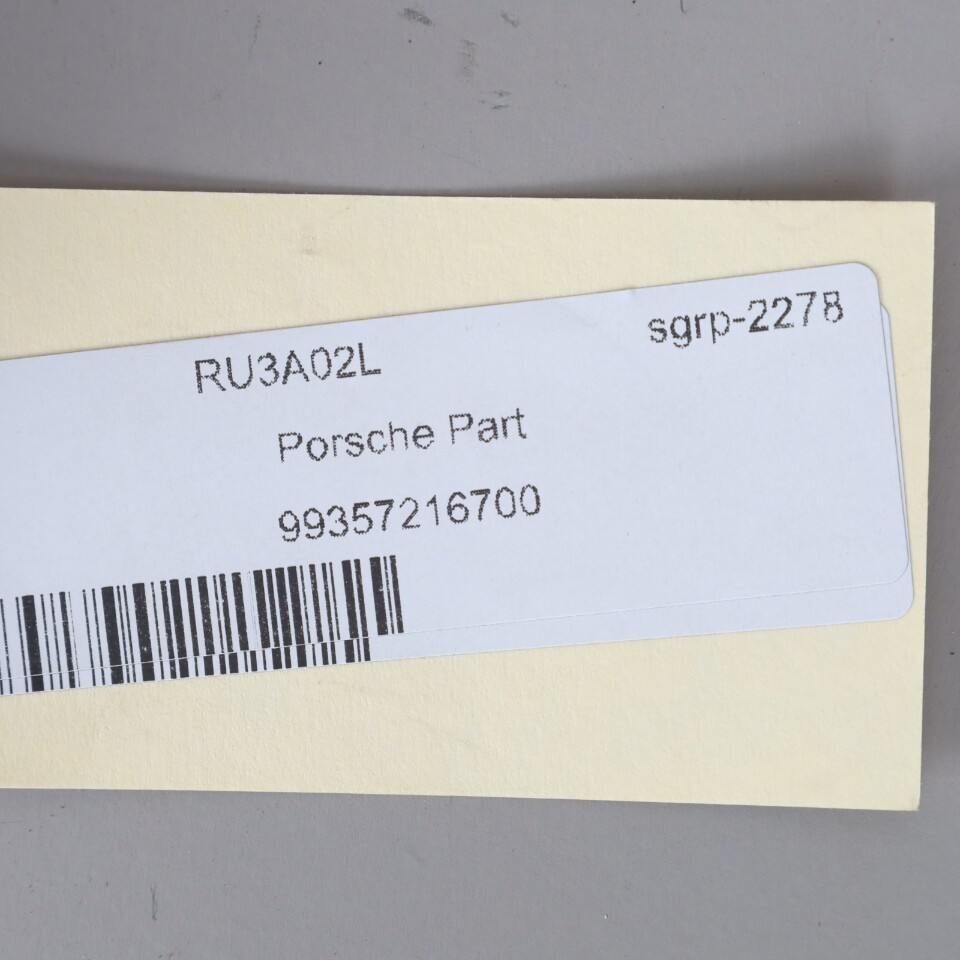 sgrp-2278
RU3A02L
Porsche Part
99357216700